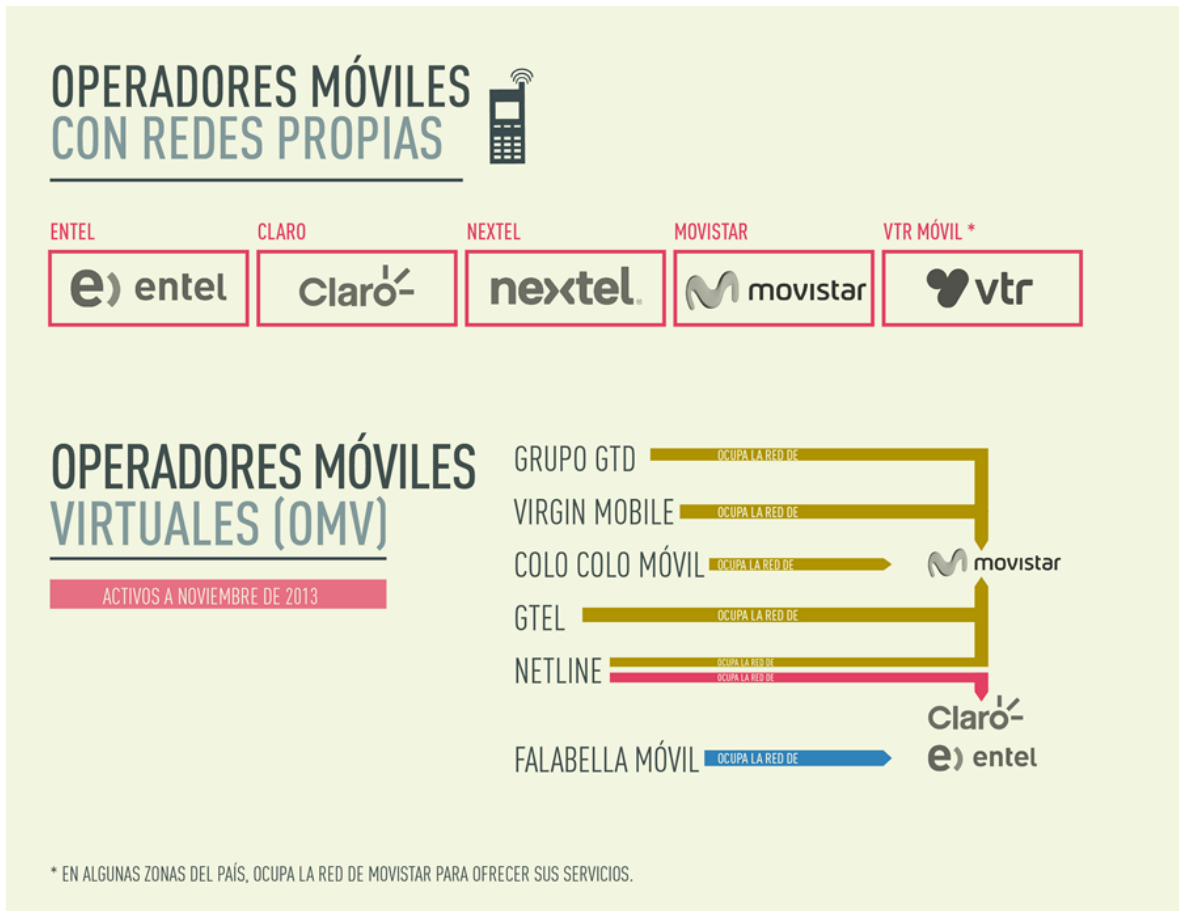 OPERADORES MÓVILES
CON REDES PROPIAS
ENTEL
CLARO
NEXTEL
MOVISTAR
VTR MÓVIL *
e) entel
Claro
nextel
movistar
vtr
OPERADORES MÓVILES
VIRTUALES (OMV)
ACTIVOS A NOVIEMBRE DE 2013
GRUPO GTD OCUPA LA RED DE
VIRGIN MOBILE OCUPA LA RED DE
COLO COLO MÓVIL OCUPA LA RED DE movistar
GTEL OCUPA LA RED DE
NETLINE OCUPA LA RED DE
OCUPA LA RED DE
Claro
FALABELLA MÓVIL OCUPA LA RED DE e) entel
* EN ALGUNAS ZONAS DEL PAÍS, OCUPA LA RED DE MOVISTAR PARA OFRECER SUS SERVICIOS.